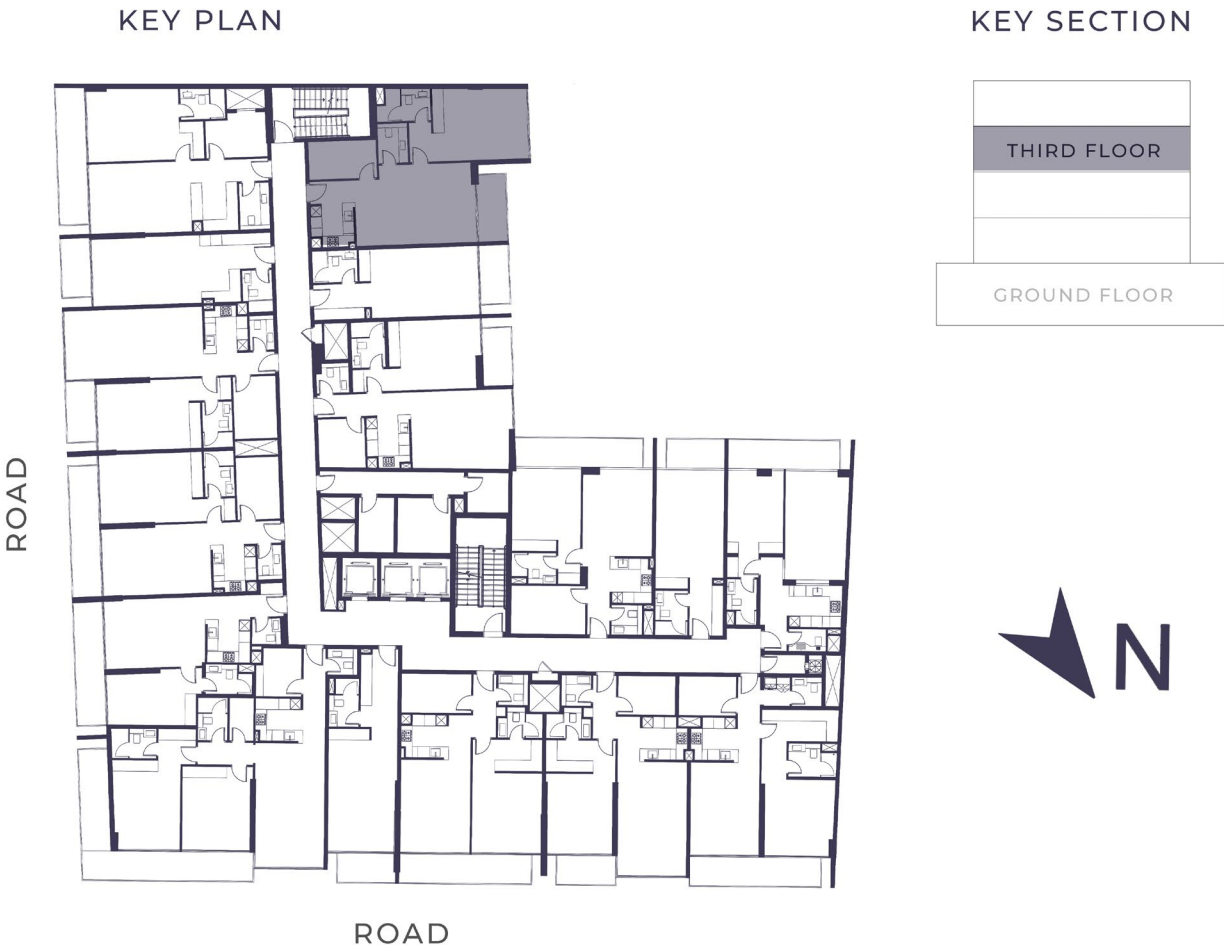 KEY PLAN
KEY SECTION
THIRD FLOOR
GROUND FLOOR
ROAD
N
ROAD